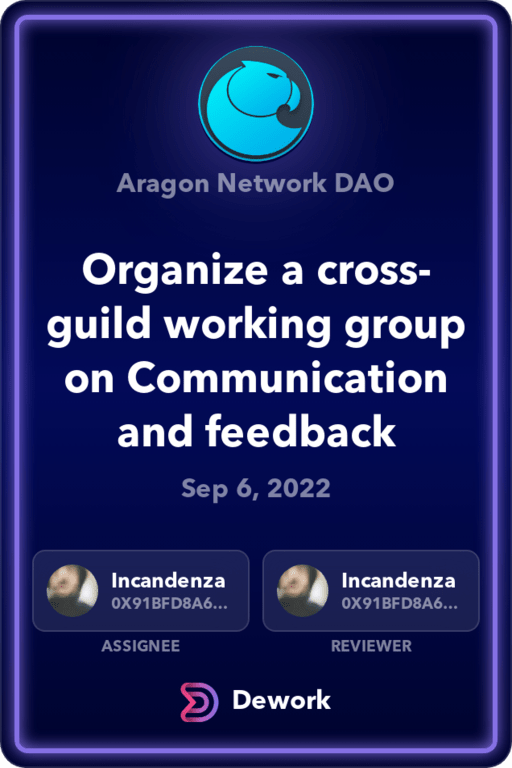 Aragon Network DAO
Organize a cross-
guild working group
on Communication
and feedback
Sep 6, 2022
Incandenza
0X91BFD8A6...
ASSIGNEE
Incandenza
0X91BFD8A6...
REVIEWER
Dework